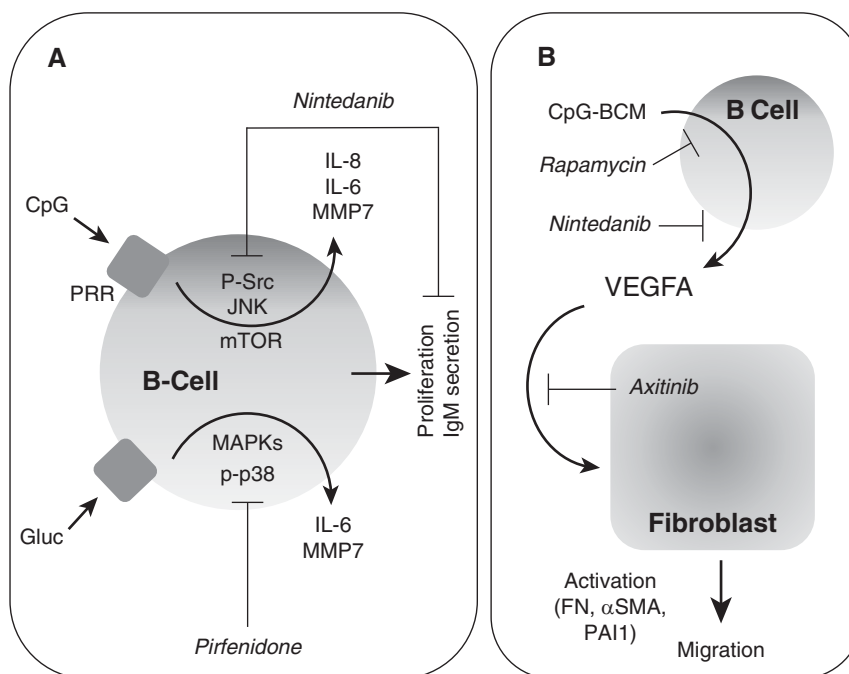 A
Nintedanib
IL-8
IL-6
MMP7
CpG
PRR
P-Src
JNK
mTOR
B-Cell
Proliferation
IgM secretion
MAPKs
p-p38
Gluc
IL-6
MMP7
Pirfenidone
B
B Cell
CpG-BCM
Rapamycin
Nintedanib
VEGFA
Axitinib
Fibroblast
Activation
(FN, αSMA,
PAI1)
Migration